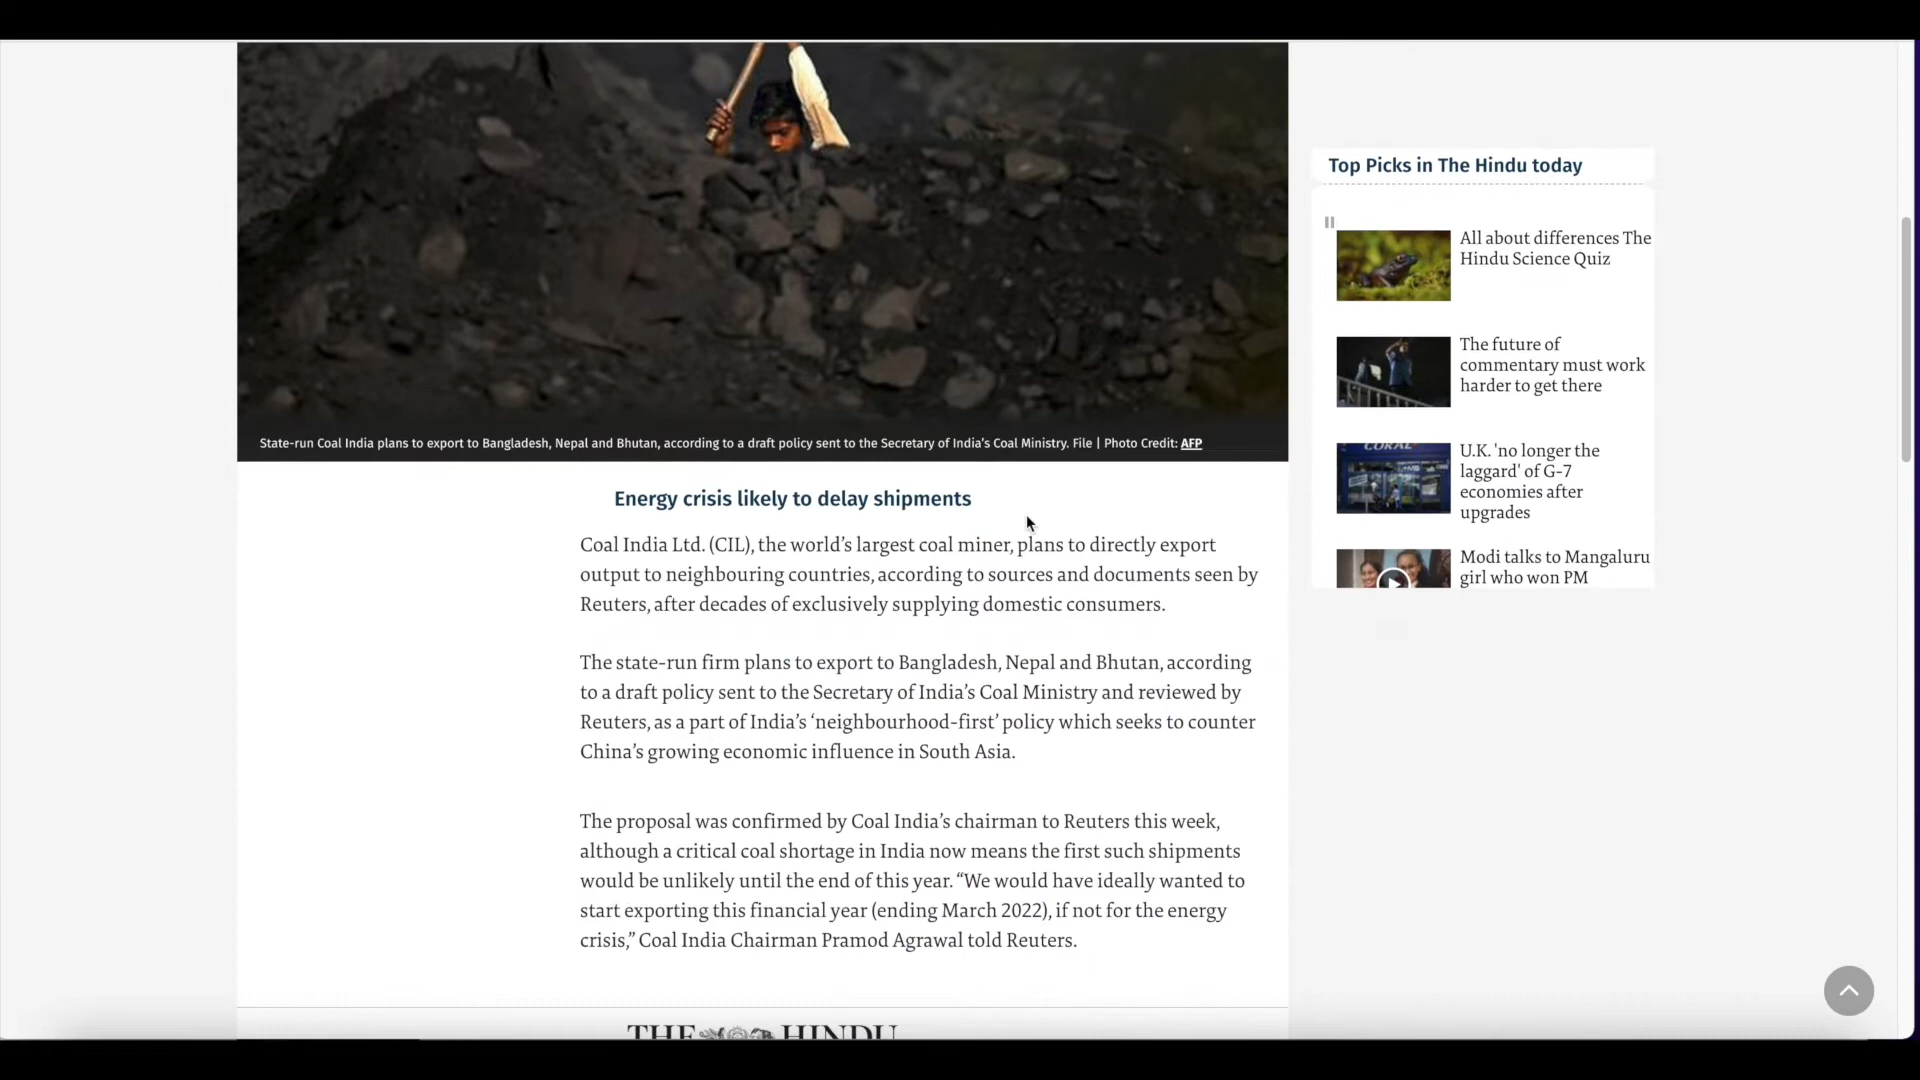 State-run Coal India plans to export to Bangladesh, Nepal and Bhutan, according to a draft policy sent to the Secretary of India's Coal Ministry. File | Photo Credit: AFP
Energy crisis likely to delay shipments
Coal India Ltd. (CIL), the world’s largest coal miner, plans to directly export
output to neighbouring countries, according to sources and documents seen by
Reuters, after decades of exclusively supplying domestic consumers.
The state-run firm plans to export to Bangladesh, Nepal and Bhutan, according
to a draft policy sent to the Secretary of India’s Coal Ministry and reviewed by
Reuters, as a part of India’s ‘neighbourhood-first’ policy which seeks to counter
China’s growing economic influence in South Asia.
The proposal was confirmed by Coal India’s chairman to Reuters this week,
although a critical coal shortage in India now means the first such shipments
would be unlikely until the end of this year. “We would have ideally wanted to
start exporting this financial year (ending March 2022), if not for the energy
crisis,” Coal India Chairman Pramod Agrawal told Reuters.
THE HINDU
Top Picks in The Hindu today
All about differences The
Hindu Science Quiz
The future of
commentary must work
harder to get there
CORAL
U.K. 'no longer the
laggard' of G-7
economies after
upgrades
Modi talks to Mangaluru
girl who won PM